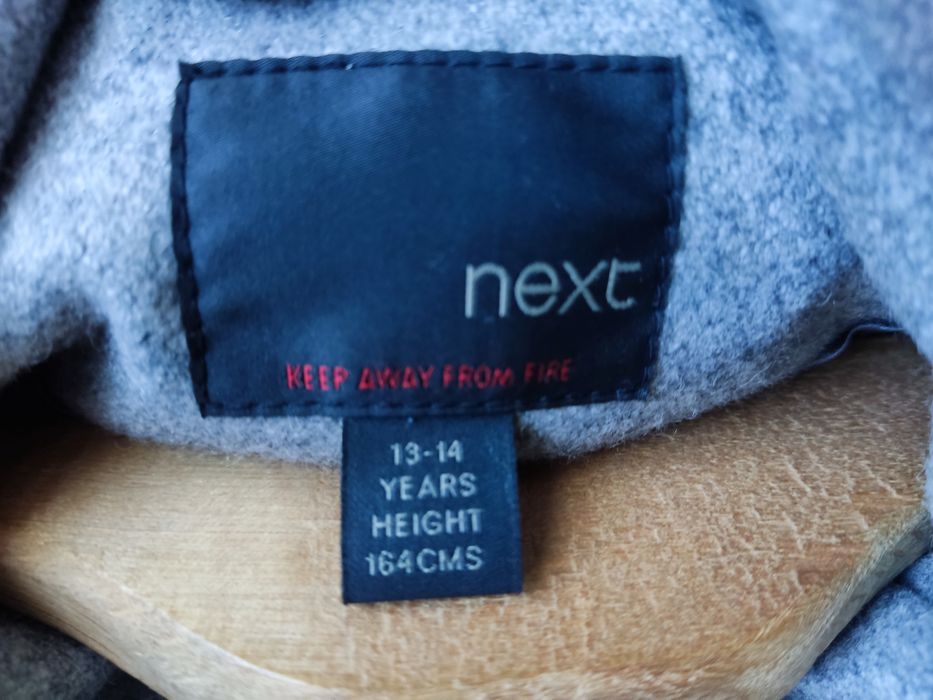 next
KEEP AWAY FROM FIRE
13-14
YEARS
HEIGHT
164CMS